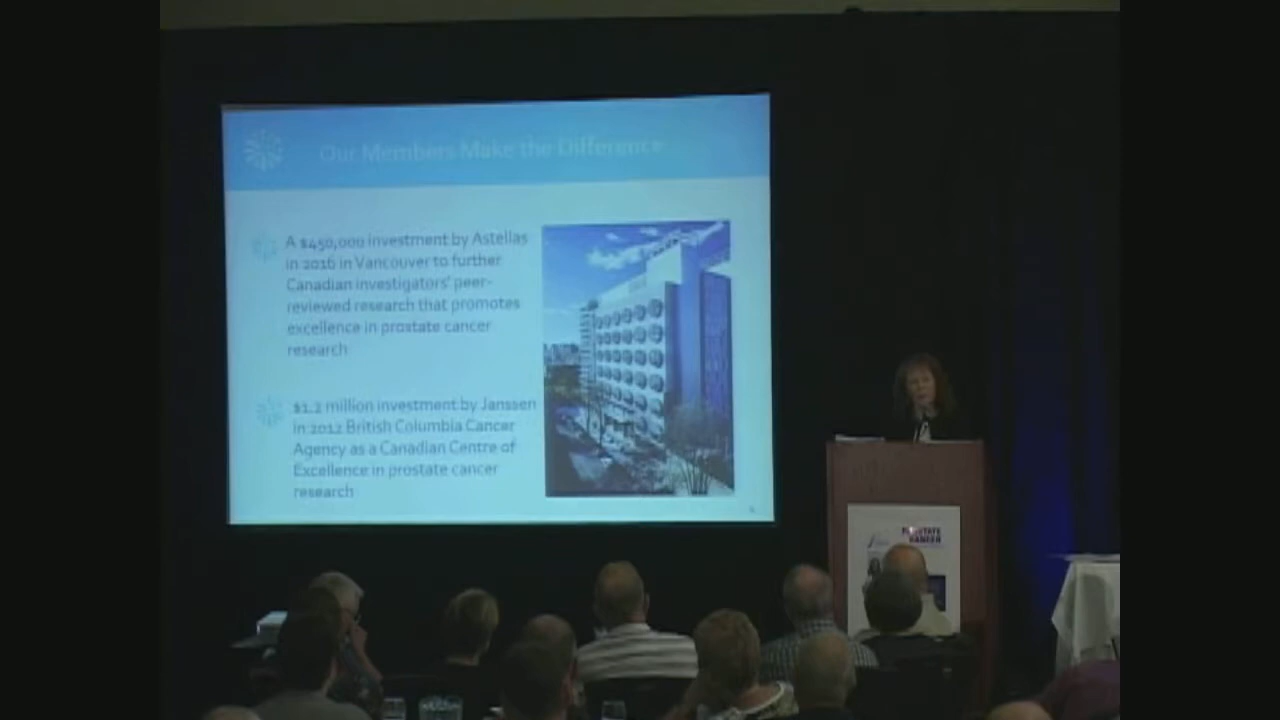 Our Members Make the Difference
A $450,000 investment by Astellas
in 2016 in Vancouver to further
Canadian investigators' peer-
reviewed research that promotes
excellence in prostate cancer
research
$1.2 million investment by Janssen
in 2012 British Columbia Cancer
Agency as a Canadian Centre of
Excellence in prostate cancer
research
PROSTATE
CANCER